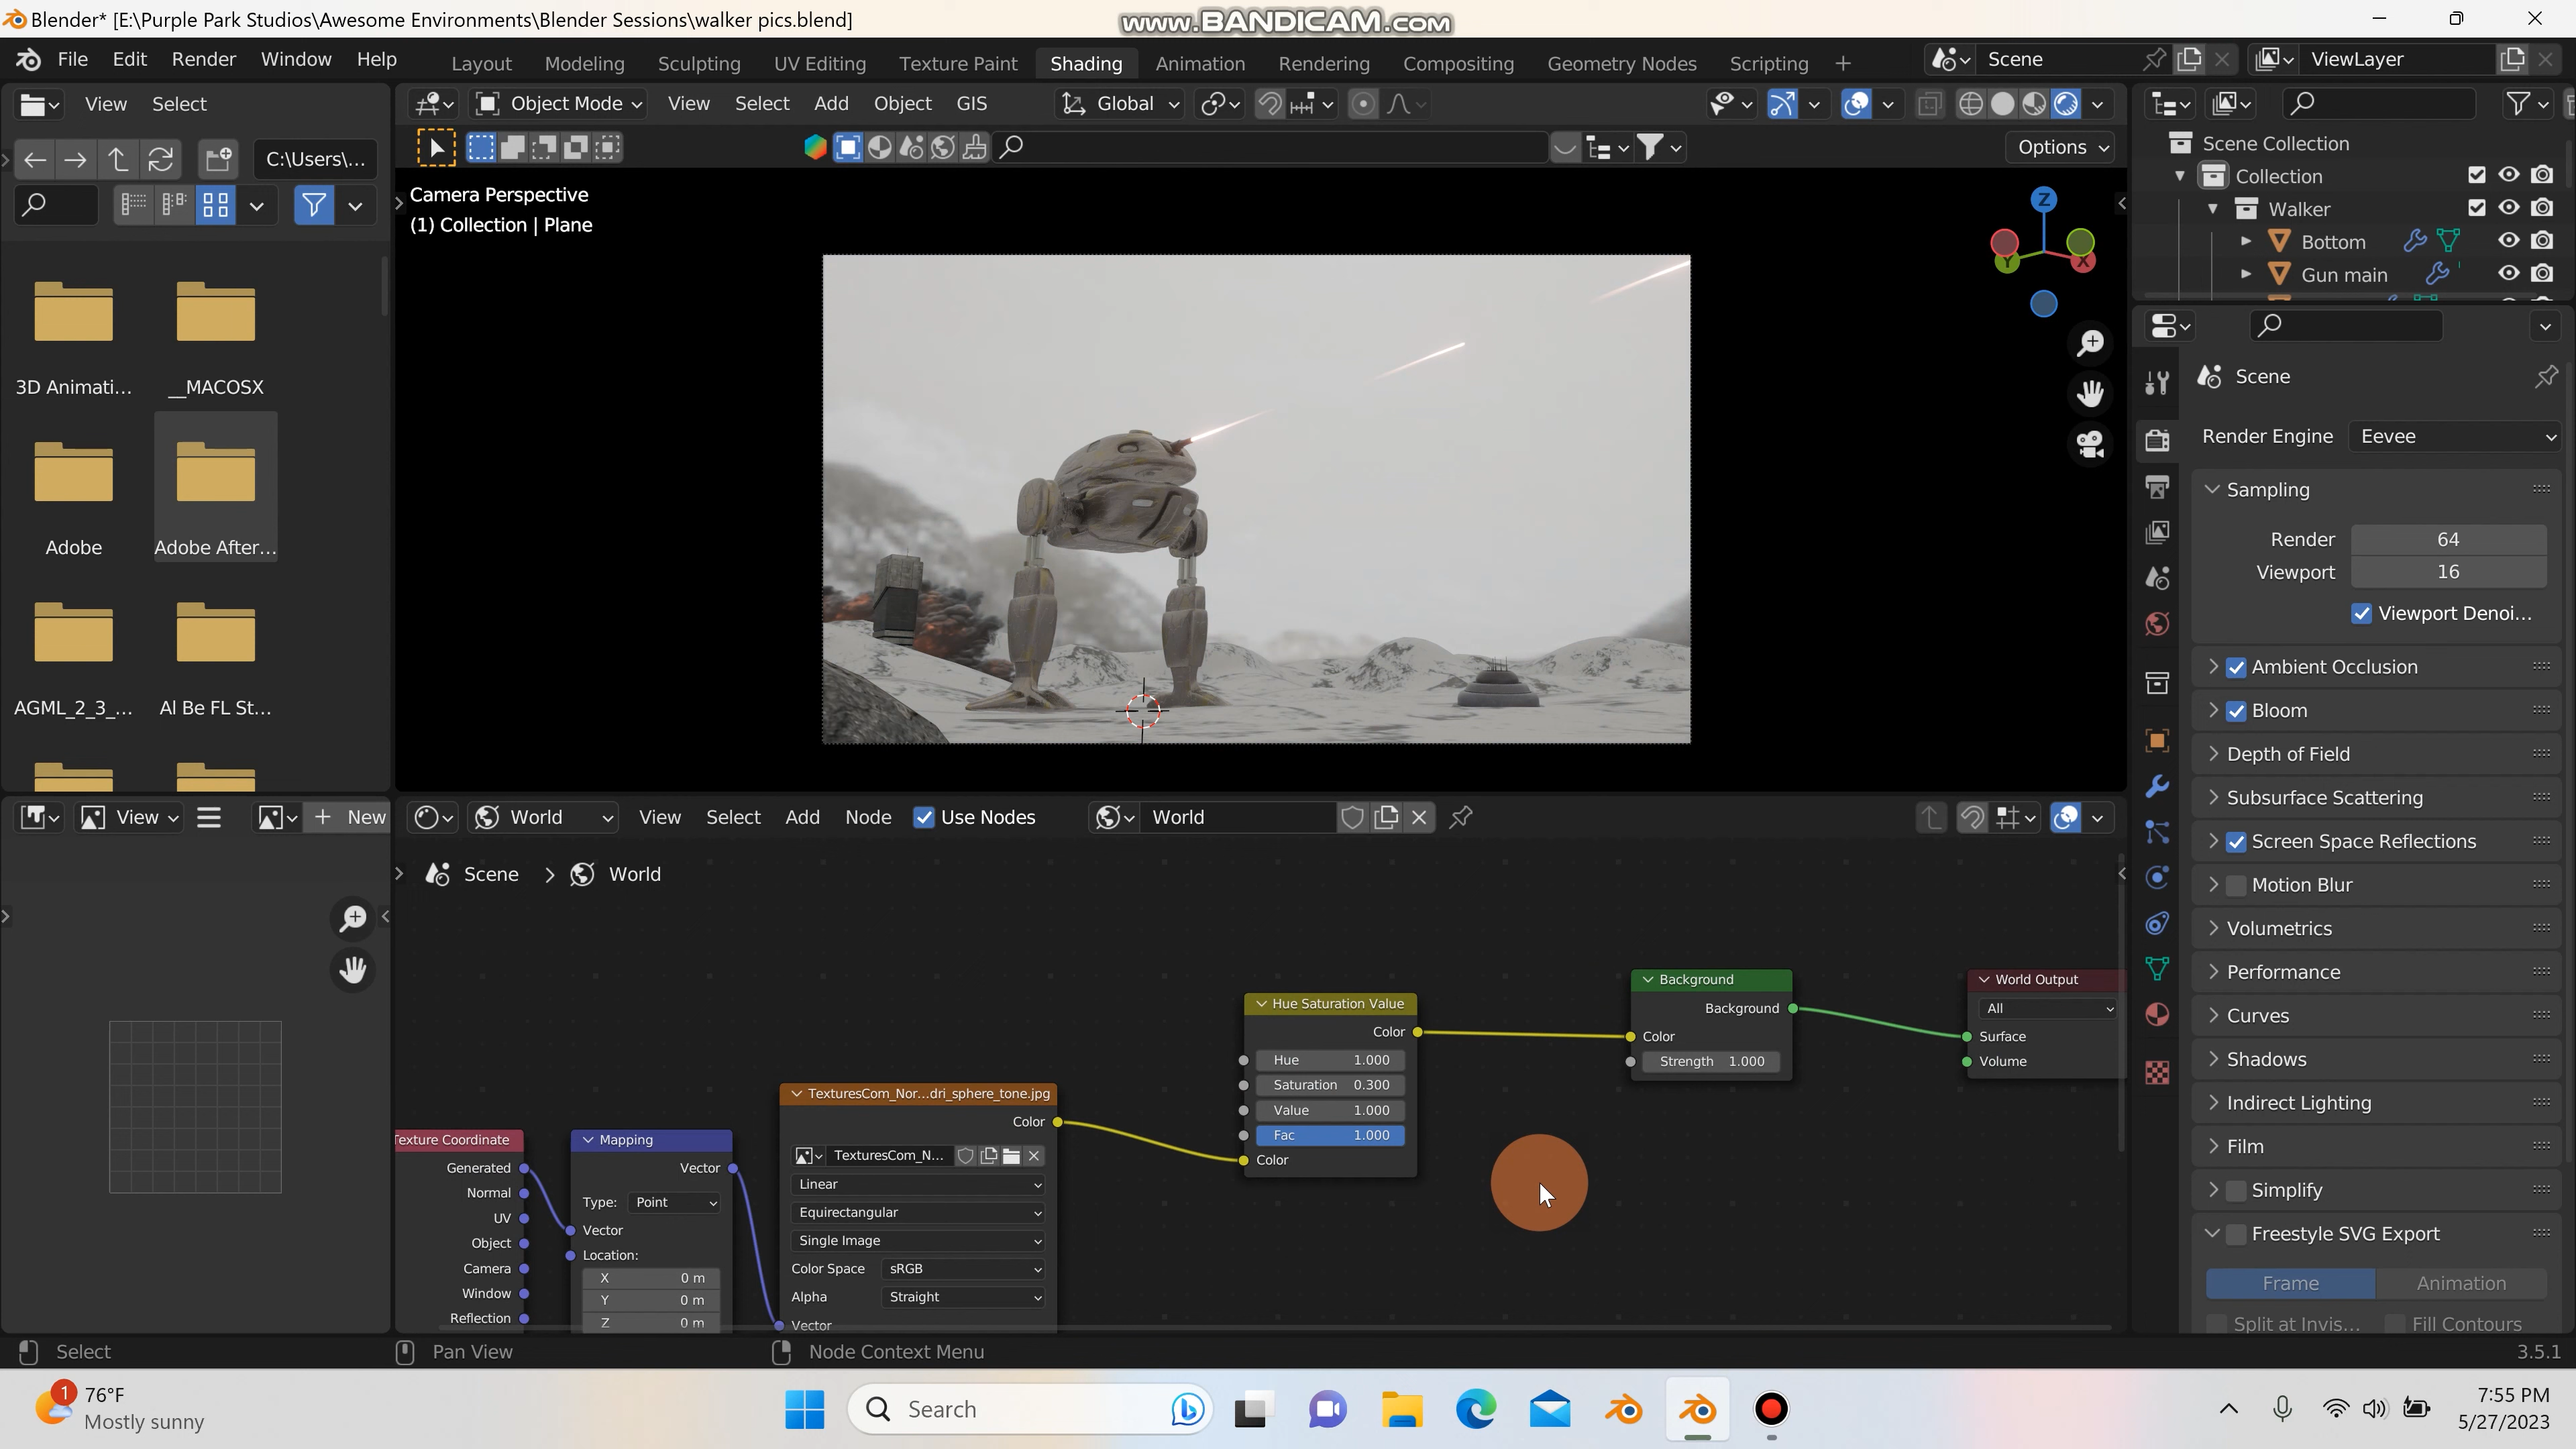 Blender* [E:\Purple Park Studios\Awesome Environments\Blender Sessions\walker pics.blend]
www.BANDICAM.com
File Edit Render Window Help
Layout Modeling Sculpting UV Editing Texture Paint Shading Animation Rendering Compositing Geometry Nodes Scripting +
Scene
ViewLayer
View Select
Object Mode View Select Add Object GIS
Global
C:\Users\...
Options
Camera Perspective
(1) Collection | Plane
Z
Y
X
3D Animati...
__MACOSX
Adobe
Adobe After...
AGML_2_3_...
AI Be FL St...
Scene Collection
Collection
Walker
Bottom
Gun main
Scene
Render Engine Eevee
Sampling
Render 64
Viewport 16
Viewport Denoi...
Ambient Occlusion
Bloom
Depth of Field
Subsurface Scattering
Screen Space Reflections
Motion Blur
Volumetrics
Performance
Curves
Shadows
Indirect Lighting
Film
Simplify
Freestyle SVG Export
Frame Animation
Split at Invis... Fill Contours
View
+ New
World View Select Add Node Use Nodes
World
Scene > World
Texture Coordinate
Generated
Normal
UV
Object
Camera
Window
Reflection
Mapping
Vector
Type: Point
Vector
Location:
X 0 m
Y 0 m
Z 0 m
TexturesCom_Nor...dri_sphere_tone.jpg
Color
TexturesCom_N...
Linear
Equirectangular
Single Image
Color Space sRGB
Alpha Straight
Vector
Hue Saturation Value
Color
Hue 1.000
Saturation 0.300
Value 1.000
Fac 1.000
Color
Background
Background
Color
Strength 1.000
World Output
All
Surface
Volume
Select
Pan View
Node Context Menu
3.5.1
1
76°F
Mostly sunny
Search
7:55 PM
5/27/2023